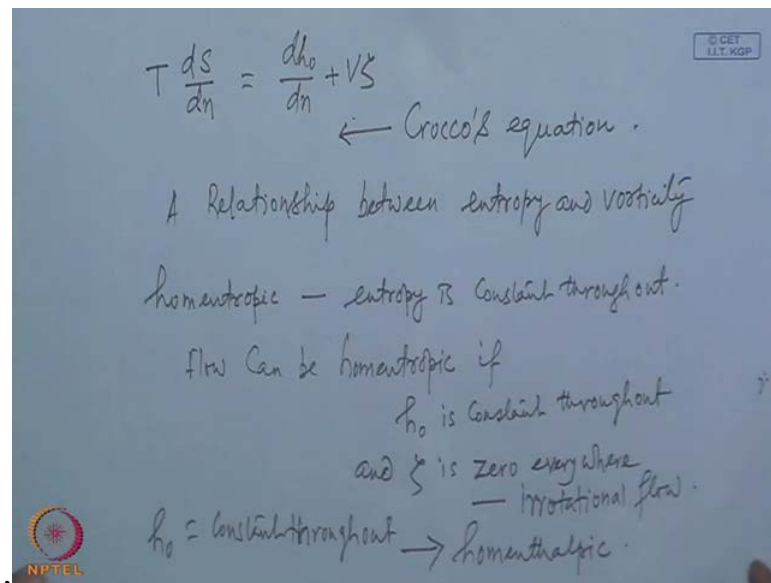 © CET
I.I.T. KGP
T ds/dn = dh₀/dn + Vζ
← Crocco's equation.
A Relationship between entropy and vorticity
homentropic — entropy is Constant throughout.
flow Can be homentropic if
h₀ is Constant throughout
and ζ is zero everywhere
— irrotational flow.
h₀ = Constant throughout → homenthalpic.
NPTEL